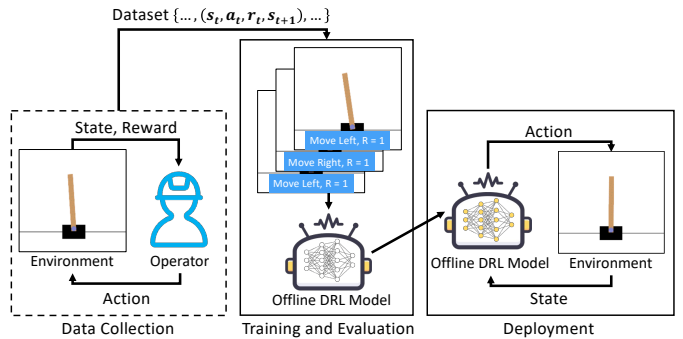 Dataset {…, (s_t, a_t, r_t, s_{t+1}), …}
State, Reward
Environment
Operator
Action
Data Collection
Move Left, R = 1
Move Right, R = 1
Move Left, R = 1
Offline DRL Model
Training and Evaluation
Action
Offline DRL Model
Environment
State
Deployment